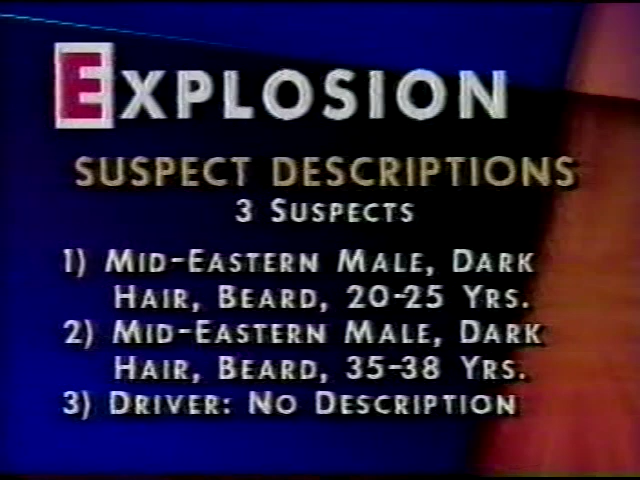 EXPLOSION
SUSPECT DESCRIPTIONS
3 SUSPECTS
1) MID-EASTERN MALE, DARK
HAIR, BEARD, 20-25 YRS.
2) MID-EASTERN MALE, DARK
HAIR, BEARD, 35-38 YRS.
3) DRIVER: NO DESCRIPTION